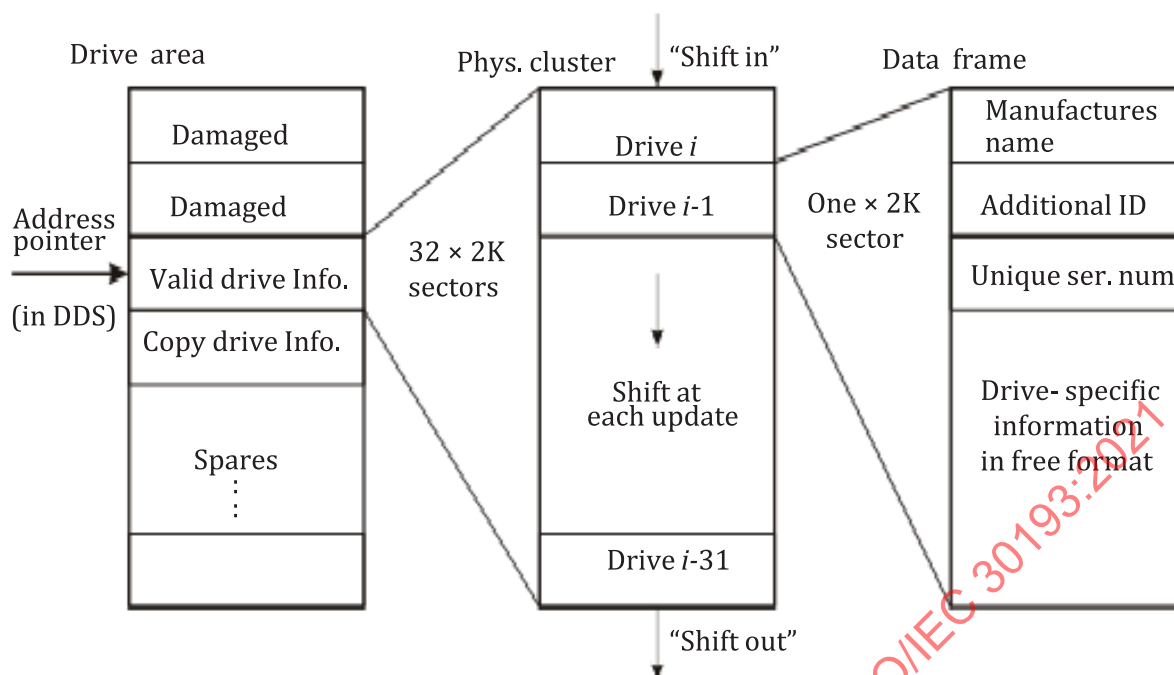 Drive area
Damaged
Damaged
Address
pointer
(in DDS)
Valid drive Info.
Copy drive Info.
Spares
Phys. cluster
"Shift in"
Drive i
Drive i-1
32 × 2K
sectors
Shift at
each update
Drive i-31
"Shift out"
Data frame
Manufactures
name
One × 2K
sector
Additional ID
Unique ser. num
Drive- specific
information
in free format
O/IEC 30193:2021